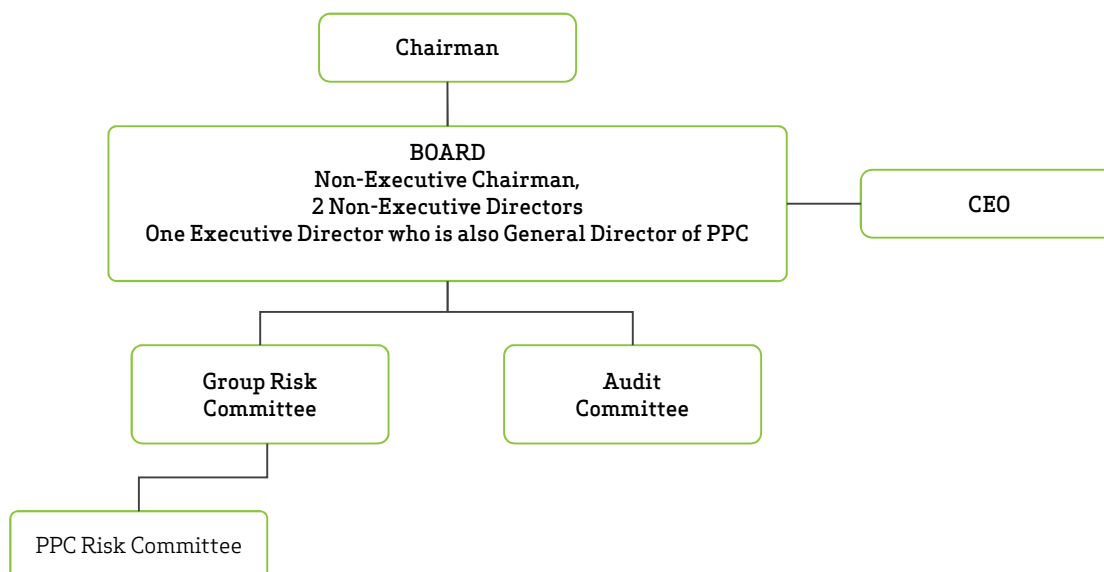 Chairman
BOARD
Non-Executive Chairman,
2 Non-Executive Directors
One Executive Director who is also General Director of PPC
CEO
Group Risk
Committee
Audit
Committee
PPC Risk Committee